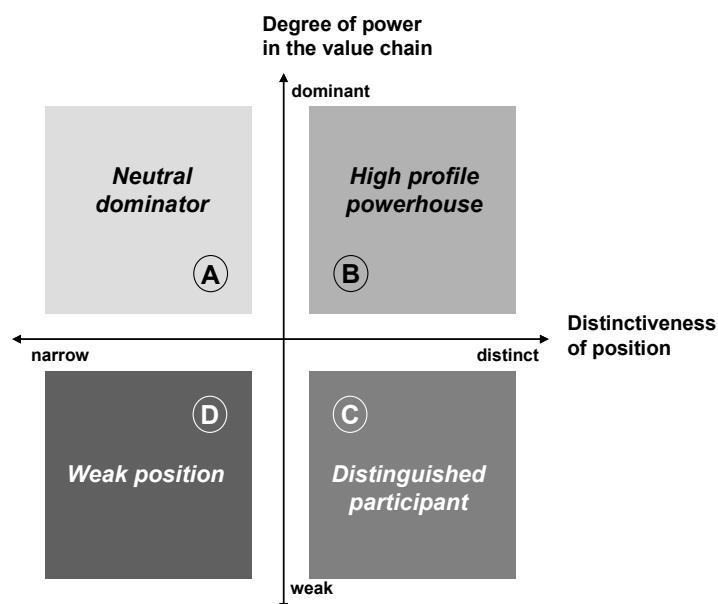 Degree of power
in the value chain
dominant
Neutral
dominator
High profile
powerhouse
A
B
Distinctiveness
of position
narrow
distinct
D
C
Weak position
Distinguished
participant
weak